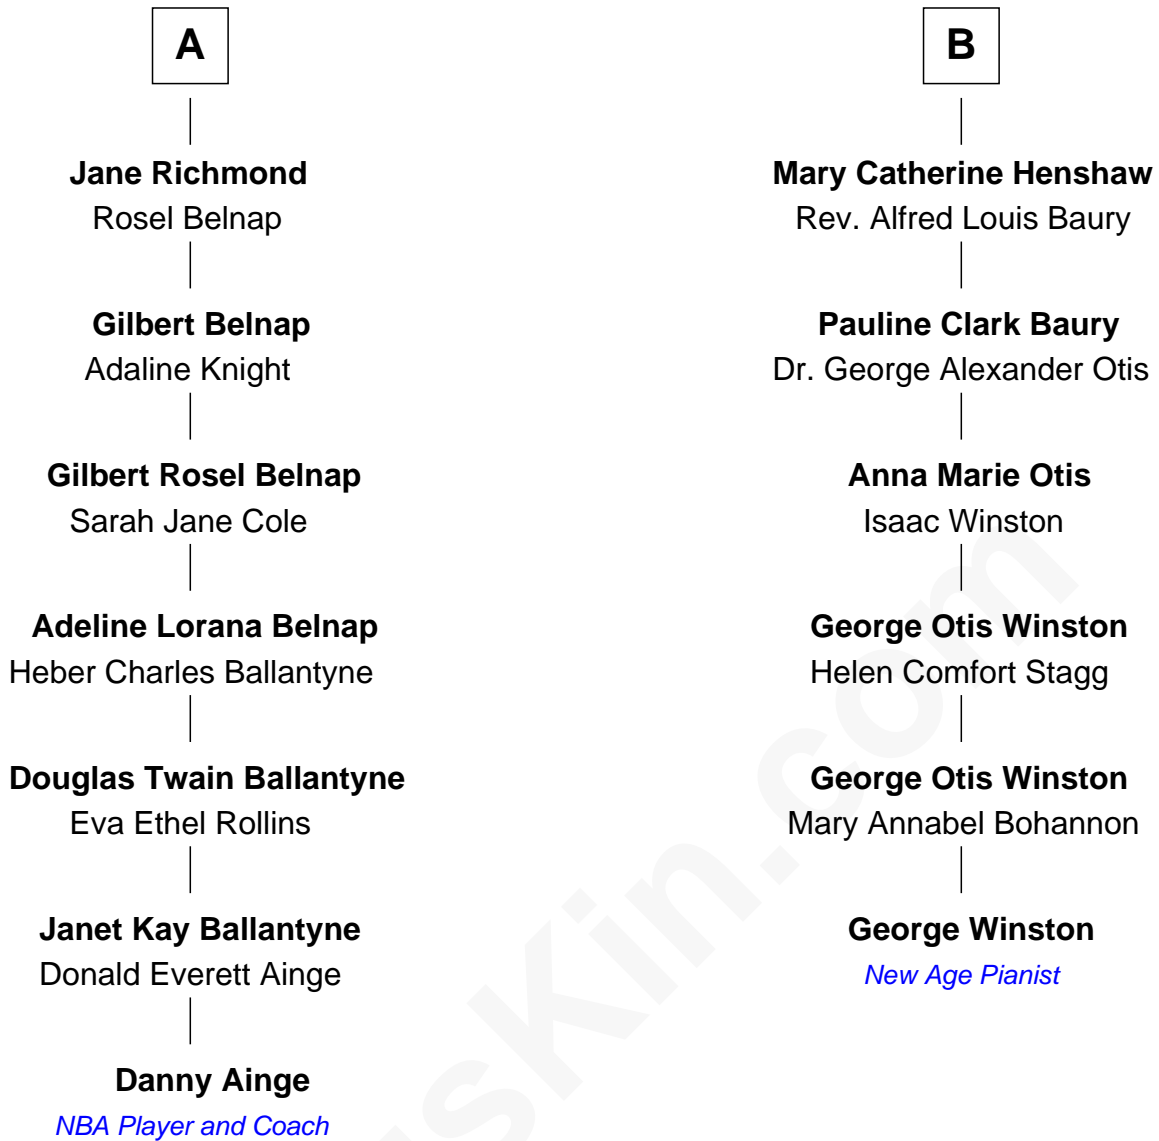 A
Jane Richmond
Rosel Belnap
Gilbert Belnap
Adaline Knight
Gilbert Rosel Belnap
Sarah Jane Cole
Adeline Lorana Belnap
Heber Charles Ballantyne
Douglas Twain Ballantyne
Eva Ethel Rollins
Janet Kay Ballantyne
Donald Everett Ainge
Danny Ainge
NBA Player and Coach
B
Mary Catherine Henshaw
Rev. Alfred Louis Baury
Pauline Clark Baury
Dr. George Alexander Otis
Anna Marie Otis
Isaac Winston
George Otis Winston
Helen Comfort Stagg
George Otis Winston
Mary Annabel Bohannon
George Winston
New Age Pianist